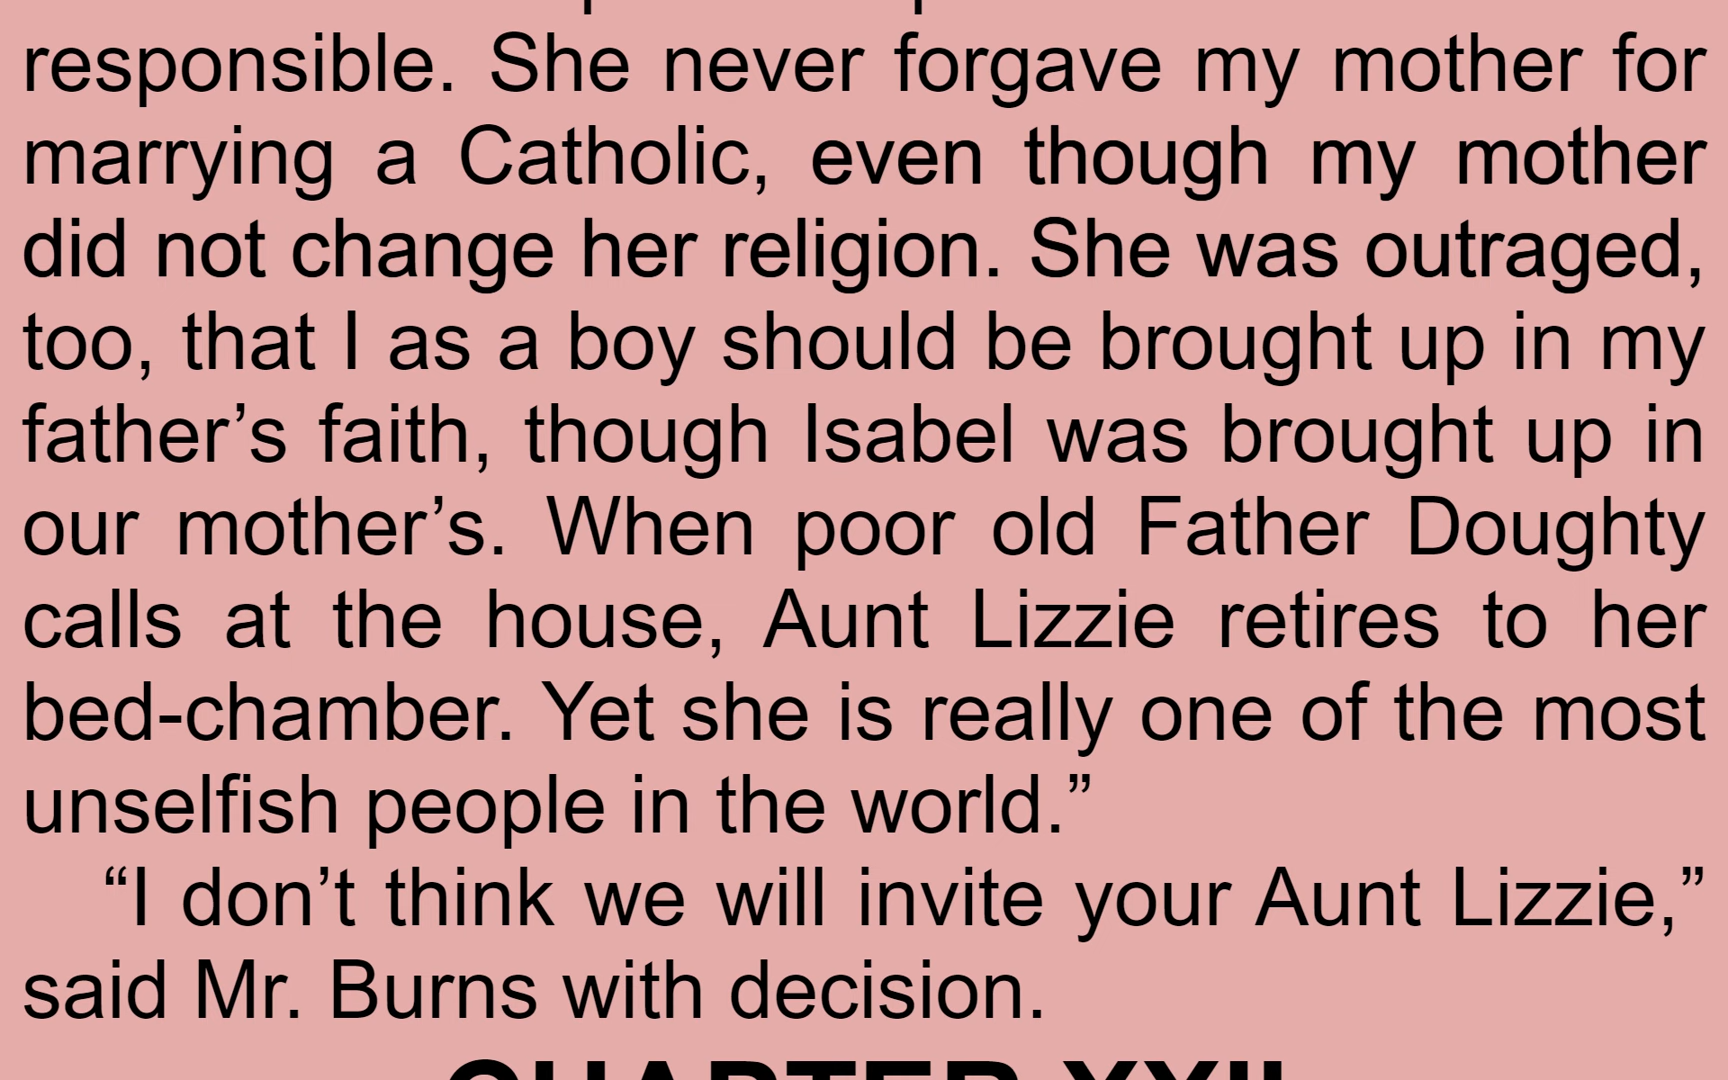 responsible. She never forgave my mother for
marrying a Catholic, even though my mother
did not change her religion. She was outraged,
too, that I as a boy should be brought up in my
father’s faith, though Isabel was brought up in
our mother’s. When poor old Father Doughty
calls at the house, Aunt Lizzie retires to her
bed-chamber. Yet she is really one of the most
unselfish people in the world.”
“I don’t think we will invite your Aunt Lizzie,”
said Mr. Burns with decision.
CHAPTER XXII